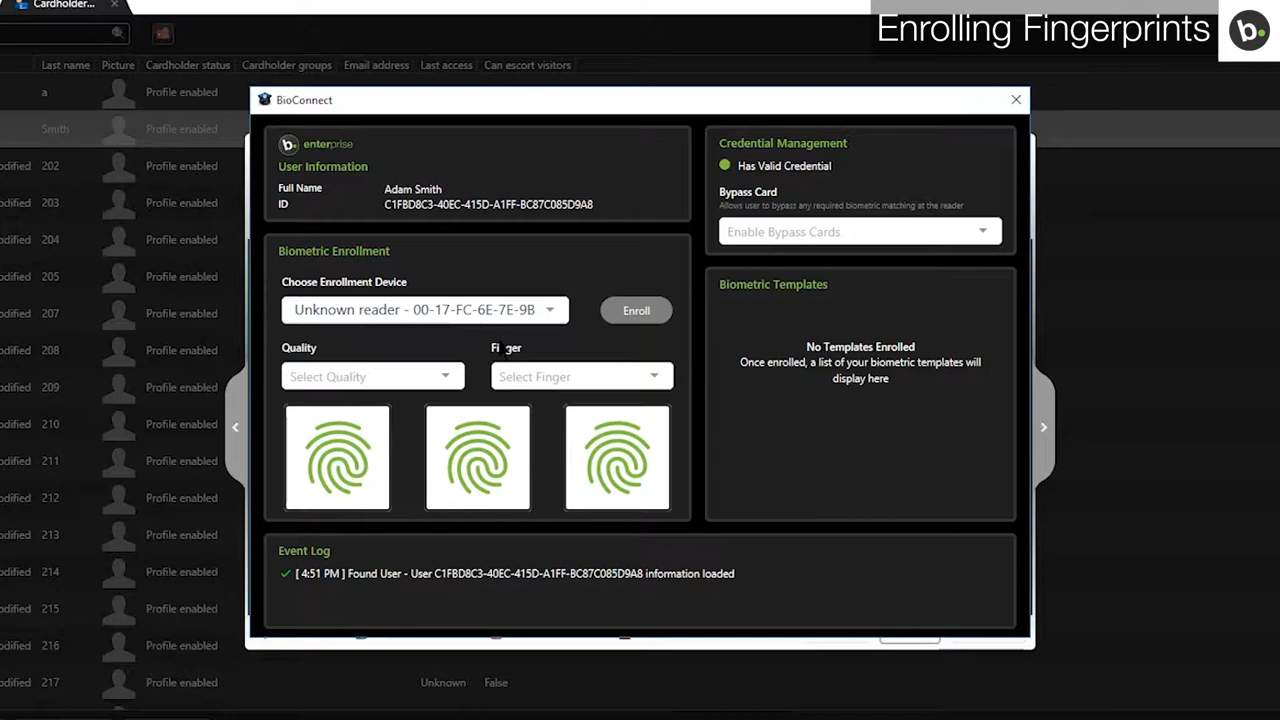 Cardholder...
Enrolling Fingerprints
b.
Last name Picture Cardholder status Cardholder groups Email address Last access Can escort visitors
a Profile enabled
Smith Profile enabled
odified 202 Profile enabled
odified 203 Profile enabled
odified 204 Profile enabled
odified 205 Profile enabled
odified 207 Profile enabled
odified 208 Profile enabled
odified 209 Profile enabled
odified 210 Profile enabled
odified 211 Profile enabled
odified 212 Profile enabled
odified 213 Profile enabled
odified 214 Profile enabled
odified 215 Profile enabled
odified 216 Profile enabled
odified 217 Profile enabled Unknown False
BioConnect
b. enterprise
User Information
Full Name Adam Smith
ID C1FBD8C3-40EC-415D-A1FF-BC87C085D9A8
Biometric Enrollment
Choose Enrollment Device
Unknown reader - 00-17-FC-6E-7E-9B
Enroll
Quality Finger
Select Quality Select Finger
Credential Management
Has Valid Credential
Bypass Card
Allows user to bypass any required biometric matching at the reader
Enable Bypass Cards
Biometric Templates
No Templates Enrolled
Once enrolled, a list of your biometric templates will
display here
Event Log
[ 4:51 PM ] Found User - User C1FBD8C3-40EC-415D-A1FF-BC87C085D9A8 information loaded